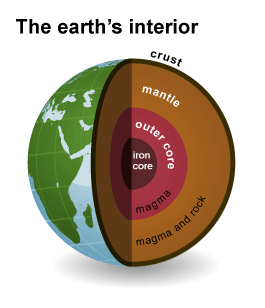 The earth's interior
crust
mantle
outer core
iron
core
magma
magma and rock